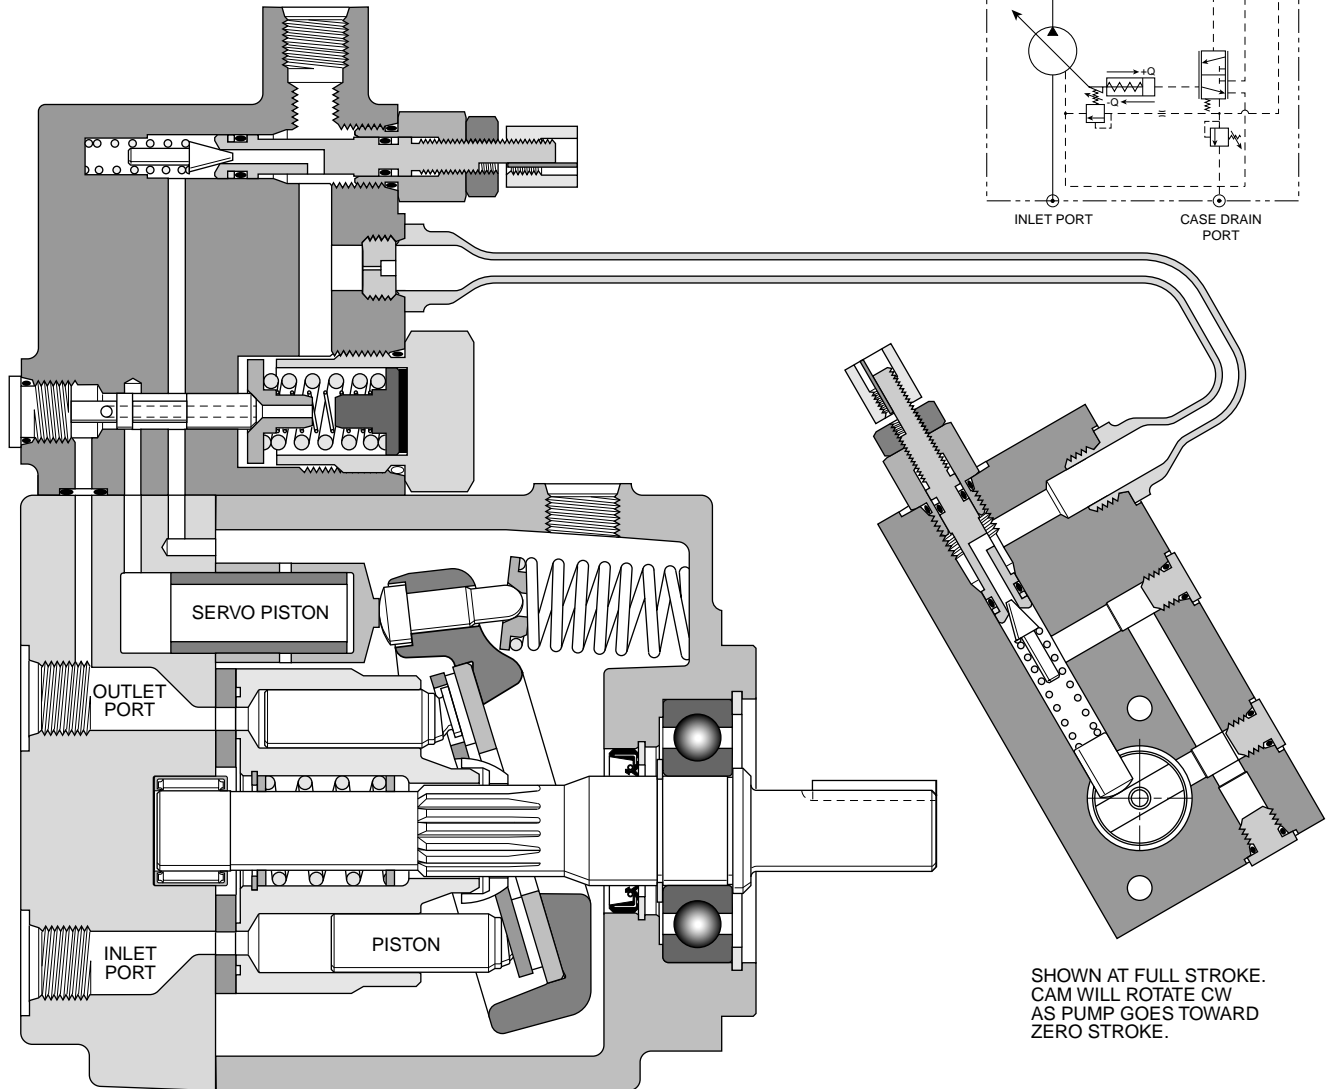 +Q
-Q
INLET PORT
CASE DRAIN
PORT
SERVO PISTON
OUTLET
PORT
INLET
PORT
PISTON
SHOWN AT FULL STROKE.
CAM WILL ROTATE CW
AS PUMP GOES TOWARD
ZERO STROKE.